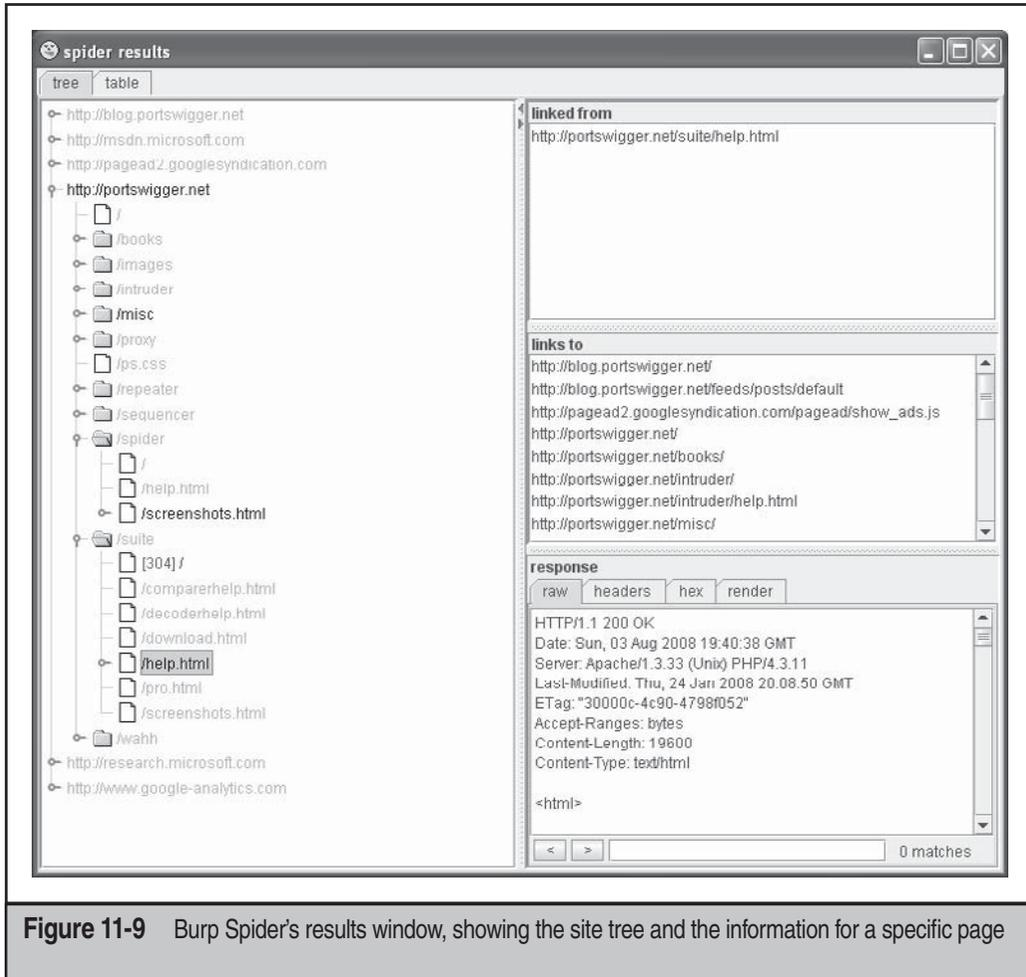 spider results
tree table
http://blog.portswigger.net
http://msdn.microsoft.com
http://pagead2.googlesyndication.com
http://portswigger.net
/
/books
/images
/intruder
/misc
/proxy
/ps.css
/repeater
/sequencer
/spider
/
/help.html
/screenshots.html
/suite
[304] /
/comparerhelp.html
/decoderhelp.html
/download.html
/help.html
/pro.html
/screenshots.html
/wahh
http://research.microsoft.com
http://www.google-analytics.com
linked from
http://portswigger.net/suite/help.html
links to
http://blog.portswigger.net/
http://blog.portswigger.net/feeds/posts/default
http://pagead2.googlesyndication.com/pagead/show_ads.js
http://portswigger.net/
http://portswigger.net/books/
http://portswigger.net/intruder/
http://portswigger.net/intruder/help.html
http://portswigger.net/misc/
response
raw headers hex render
HTTP/1.1 200 OK
Date: Sun, 03 Aug 2008 19:40:38 GMT
Server: Apache/1.3.33 (Unix) PHP/4.3.11
Last-Modified: Thu, 24 Jan 2008 20:08:50 GMT
ETag: "30000c-4c90-4798f052"
Accept-Ranges: bytes
Content-Length: 19600
Content-Type: text/html
<html>
< > 0 matches
Figure 11-9 Burp Spider's results window, showing the site tree and the information for a specific page